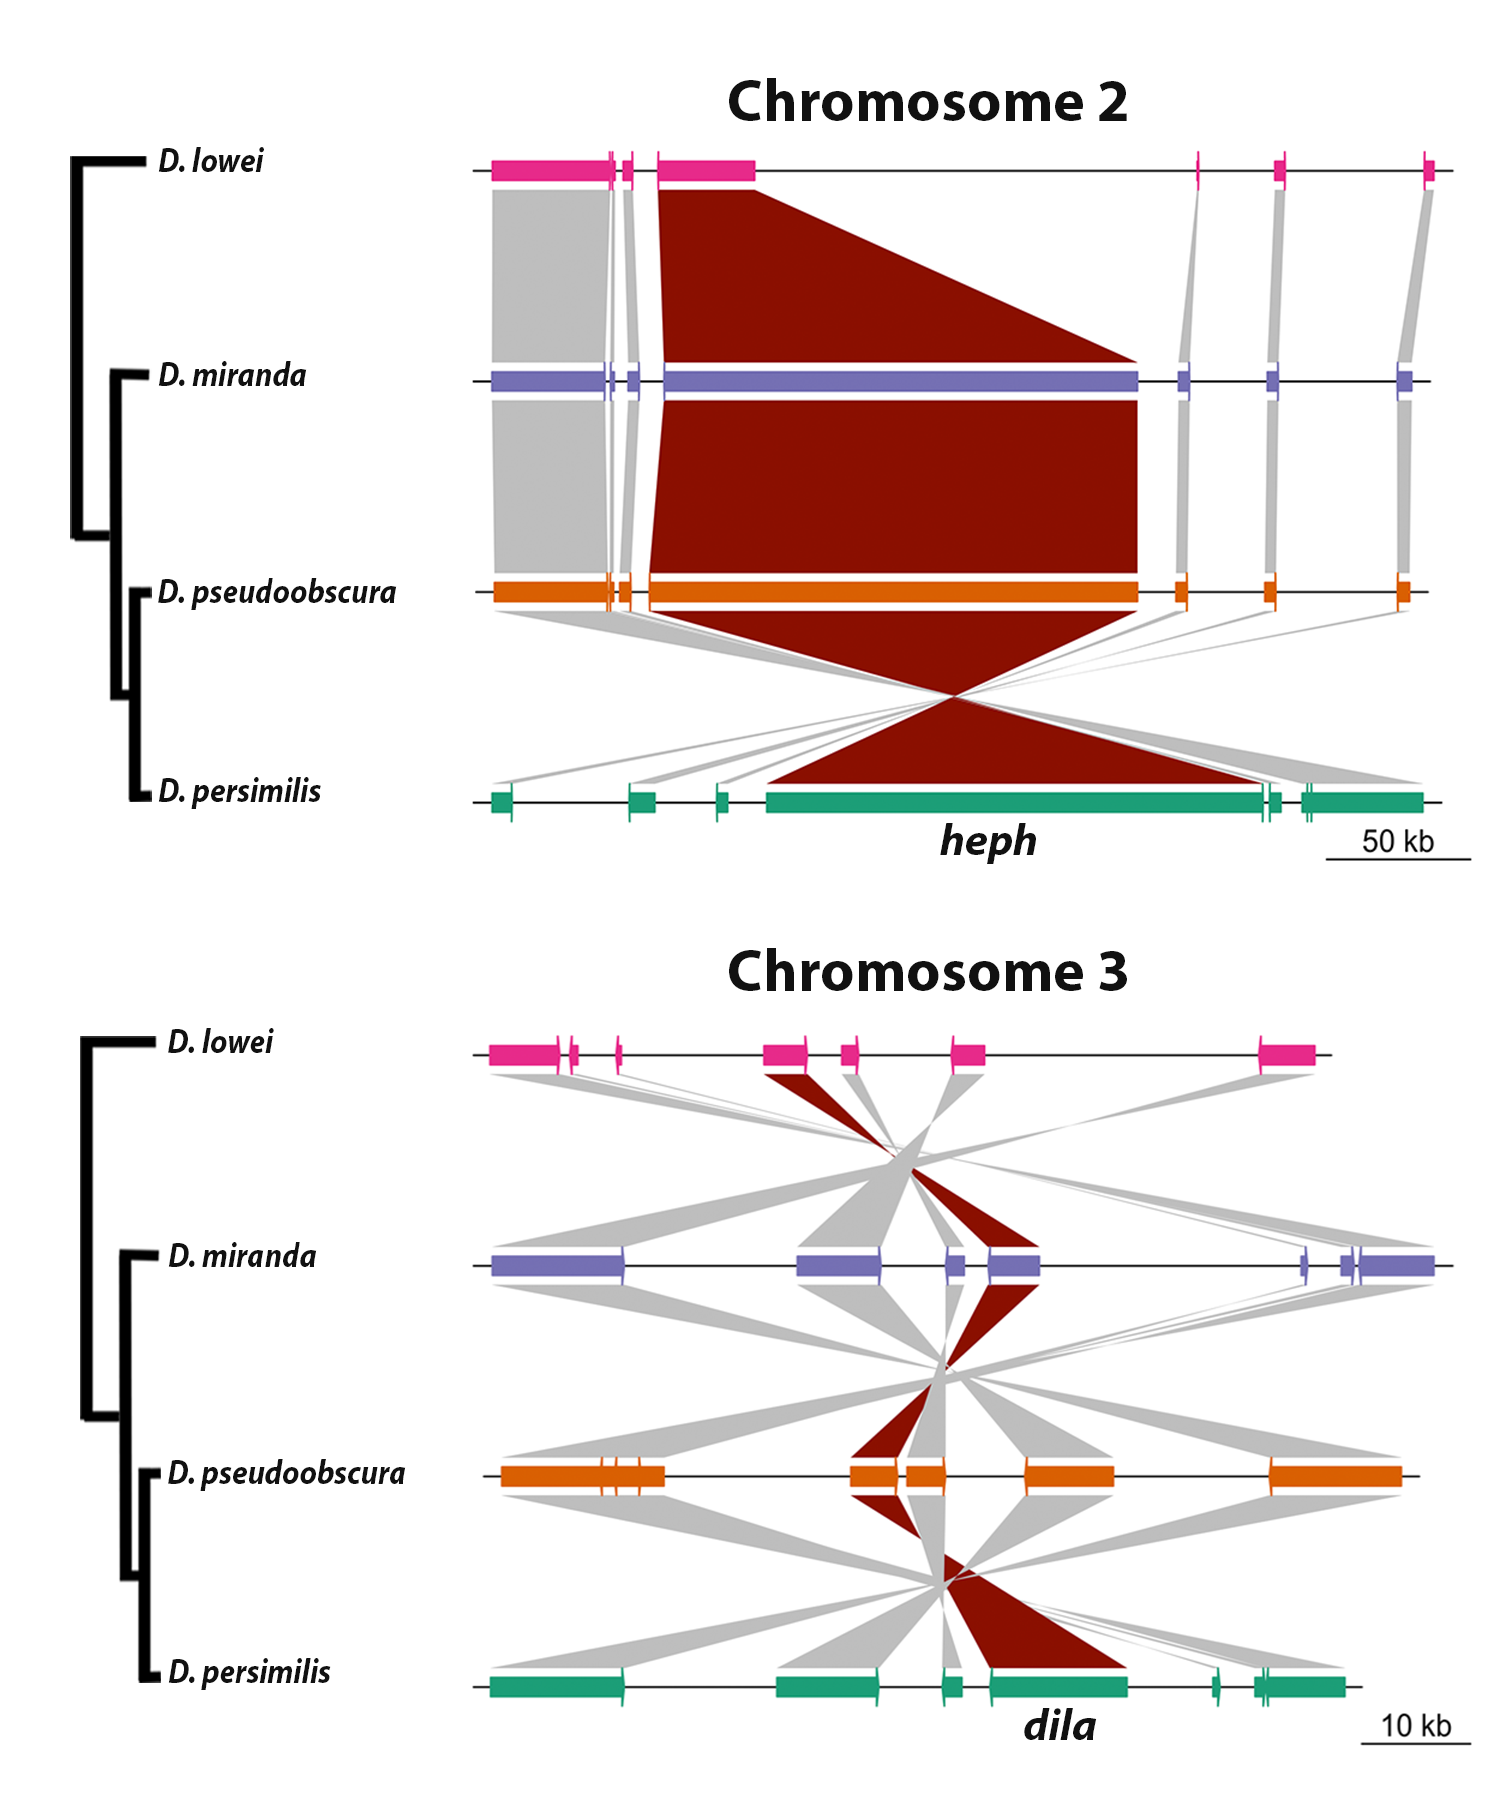 Chromosome 2
D. lowei
D. miranda
D. pseudoobscura
D. persimilis
heph
50 kb
Chromosome 3
D. lowei
D. miranda
D. pseudoobscura
D. persimilis
dila
10 kb